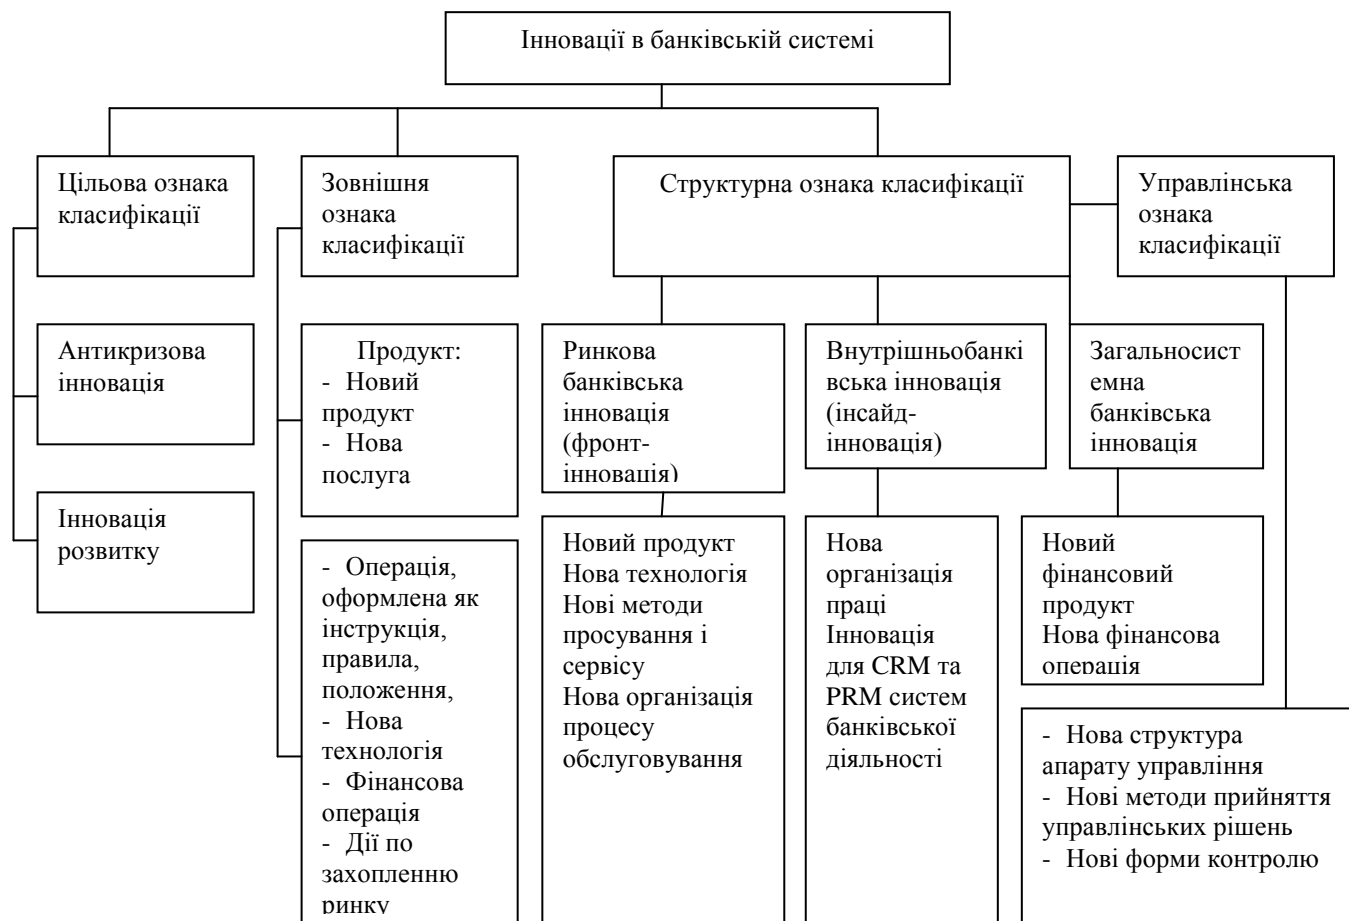 Інновації в банківській системі
Цільова ознака
класифікації
Зовнішня
ознака
класифікації
Структурна ознака класифікації
Управлінська
ознака
класифікації
Антикризова
інновація
Продукт:
- Новий
продукт
- Нова
послуга
Ринкова
банківська
інновація
(фронт-
інновація)
Внутрішньобанкі
вська інновація
(інсайд-
інновація)
Загальносист
емна
банківська
інновація
Інновація
розвитку
- Операція,
оформлена як
інструкція,
правила,
положення,
- Нова
технологія
- Фінансова
операція
- Дії по
захопленню
ринку
Новий продукт
Нова технологія
Нові методи
просування і
сервісу
Нова організація
процесу
обслуговування
Нова
організація
праці
Інновація
для CRM та
PRM систем
банківської
діяльності
Новий
фінансовий
продукт
Нова фінансова
операція
- Нова структура
апарату управління
- Нові методи прийняття
управлінських рішень
- Нові форми контролю